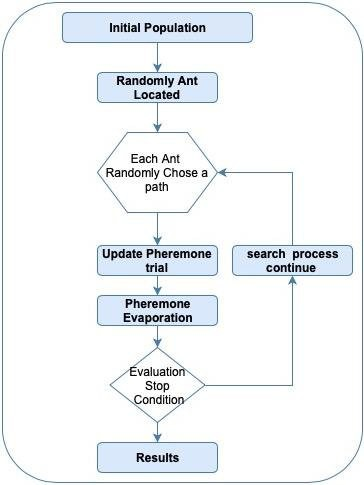 Initial Population
Randomly Ant
Located
Each Ant
Randomly Chose a
path
Update Pheremone
trial
search process
continue
Pheremone
Evaporation
Evaluation
Stop
Condition
Results